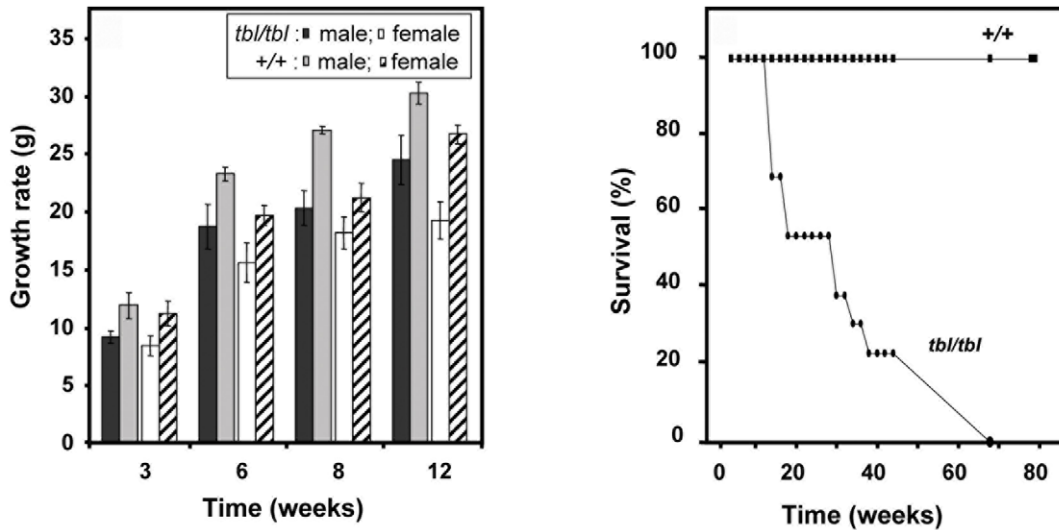 tbl/tbl : male; female
+/+ : male; female
Growth rate (g)
35
30
25
20
15
10
5
0
3 6 8 12
Time (weeks)
+/+
Survival (%)
100
80
60
40
20
0
tbl/tbl
0 20 40 60 80
Time (weeks)